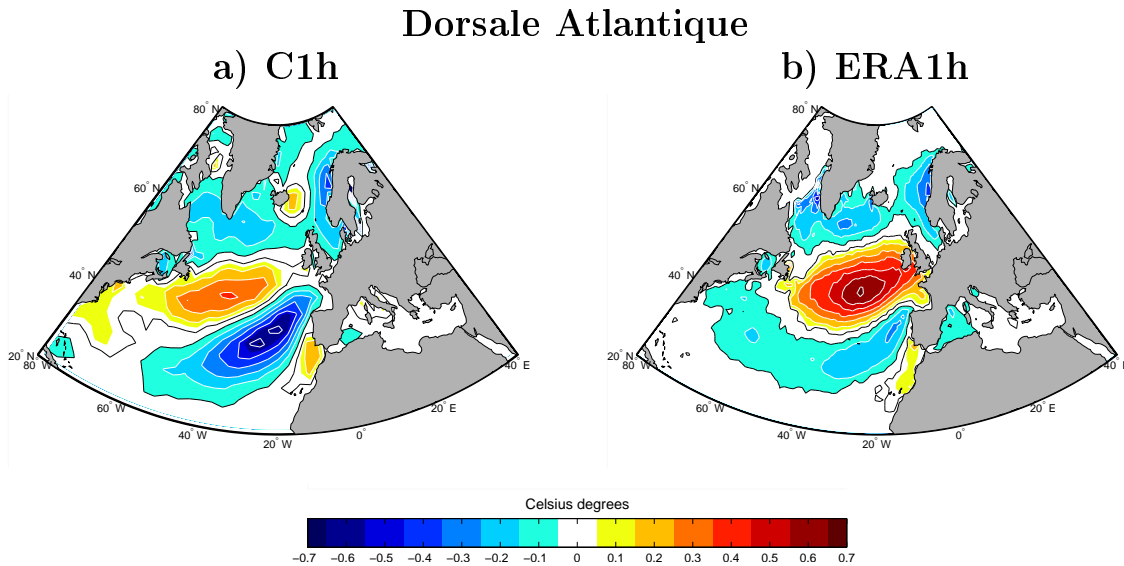 Dorsale Atlantique
a) C1h
b) ERA1h
80° N
60° N
40° N
20° N
80° W
60° W
40° W
20° W
0°
20° E
40° E
80° N
60° N
40° N
20° N
80° W
60° W
40° W
20° W
0°
20° E
40° E
Celsius degrees
−0.7 −0.6 −0.5 −0.4 −0.3 −0.2 −0.1 0 0.1 0.2 0.3 0.4 0.5 0.6 0.7